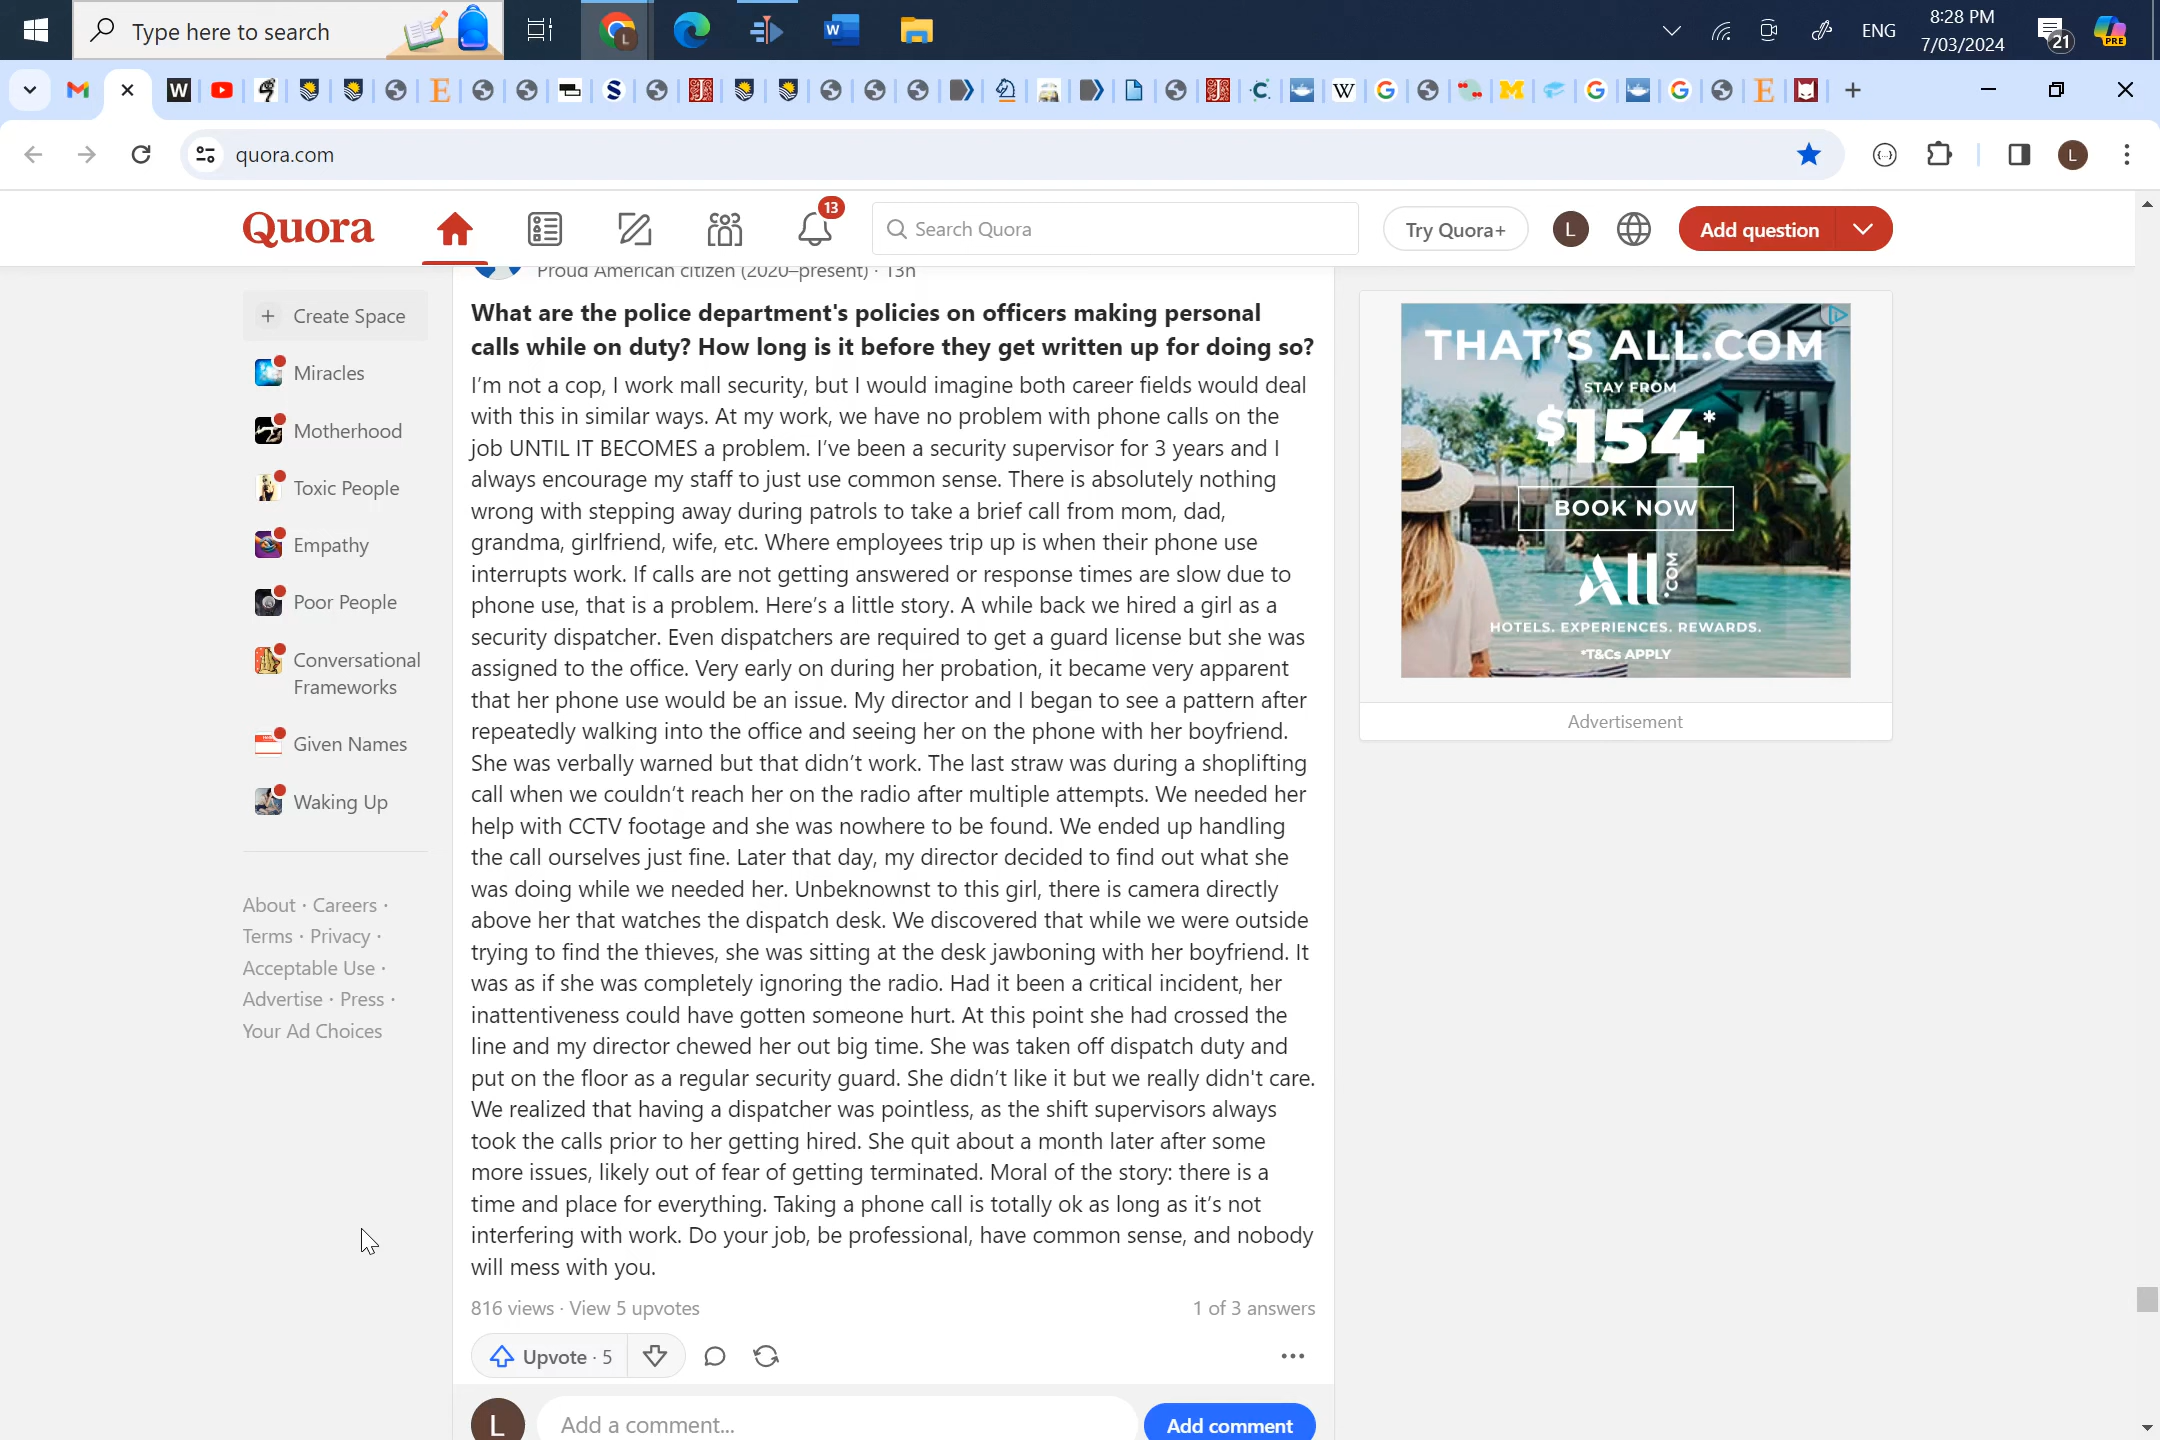 Type here to search
ENG
8:28 PM
7/03/2024
21
PRE
quora.com
L
Quora
13
Search Quora
Try Quora+
L
Add question
Proud American citizen (2020–present) · 13h
Create Space
Miracles
Motherhood
Toxic People
Empathy
Poor People
Conversational
Frameworks
Given Names
Waking Up
About · Careers ·
Terms · Privacy ·
Acceptable Use ·
Advertise · Press ·
Your Ad Choices
What are the police department's policies on officers making personal
calls while on duty? How long is it before they get written up for doing so?
I'm not a cop, I work mall security, but I would imagine both career fields would deal
with this in similar ways. At my work, we have no problem with phone calls on the
job UNTIL IT BECOMES a problem. I've been a security supervisor for 3 years and I
always encourage my staff to just use common sense. There is absolutely nothing
wrong with stepping away during patrols to take a brief call from mom, dad,
grandma, girlfriend, wife, etc. Where employees trip up is when their phone use
interrupts work. If calls are not getting answered or response times are slow due to
phone use, that is a problem. Here's a little story. A while back we hired a girl as a
security dispatcher. Even dispatchers are required to get a guard license but she was
assigned to the office. Very early on during her probation, it became very apparent
that her phone use would be an issue. My director and I began to see a pattern after
repeatedly walking into the office and seeing her on the phone with her boyfriend.
She was verbally warned but that didn't work. The last straw was during a shoplifting
call when we couldn't reach her on the radio after multiple attempts. We needed her
help with CCTV footage and she was nowhere to be found. We ended up handling
the call ourselves just fine. Later that day, my director decided to find out what she
was doing while we needed her. Unbeknownst to this girl, there is camera directly
above her that watches the dispatch desk. We discovered that while we were outside
trying to find the thieves, she was sitting at the desk jawboning with her boyfriend. It
was as if she was completely ignoring the radio. Had it been a critical incident, her
inattentiveness could have gotten someone hurt. At this point she had crossed the
line and my director chewed her out big time. She was taken off dispatch duty and
put on the floor as a regular security guard. She didn't like it but we really didn't care.
We realized that having a dispatcher was pointless, as the shift supervisors always
took the calls prior to her getting hired. She quit about a month later after some
more issues, likely out of fear of getting terminated. Moral of the story: there is a
time and place for everything. Taking a phone call is totally ok as long as it's not
interfering with work. Do your job, be professional, have common sense, and nobody
will mess with you.
816 views · View 5 upvotes
1 of 3 answers
Upvote · 5
L
Add a comment...
Add comment
THAT'S ALL.COM
STAY FROM
$154*
BOOK NOW
All.COM
HOTELS. EXPERIENCES. REWARDS.
*T&Cs APPLY
Advertisement